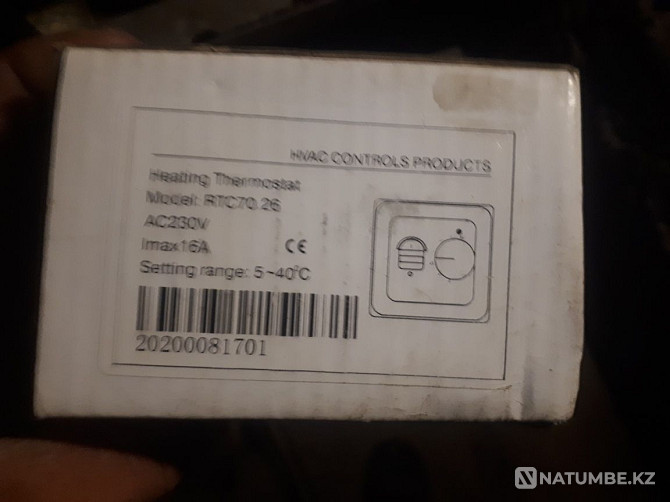 HVAC CONTROLS PRODUCTS
Heating Thermostat
Model: RTC70.26
AC230V
Imax16A
CE
Setting range: 5~40°C
20200081701
NATUMBE.KZ